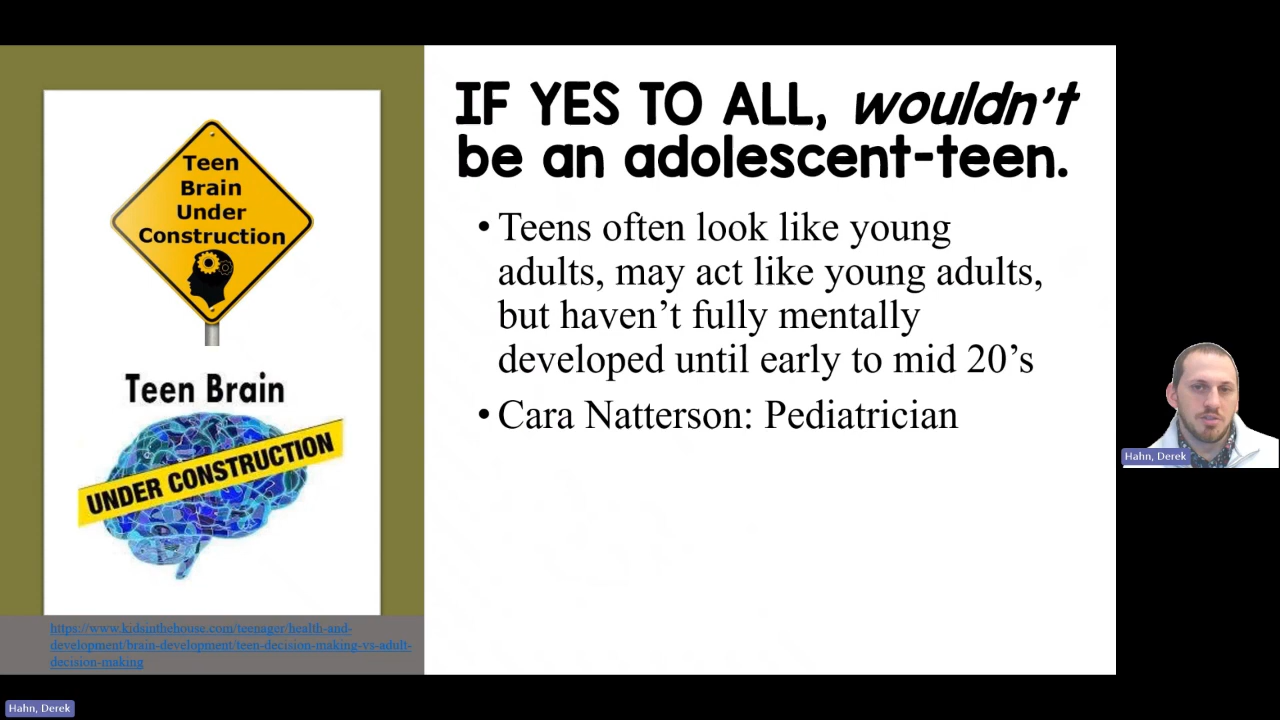 Teen
Brain
Under
Construction
Teen Brain
UNDER CONSTRUCTION
https://www.kidsinthehouse.com/teenager/health-and-
development/brain-development/teen-decision-making-vs-adult-
decision-making
IF YES TO ALL, wouldn't
be an adolescent-teen.
• Teens often look like young
adults, may act like young adults,
but haven't fully mentally
developed until early to mid 20's
• Cara Natterson: Pediatrician
Hahn, Derek
Hahn, Derek